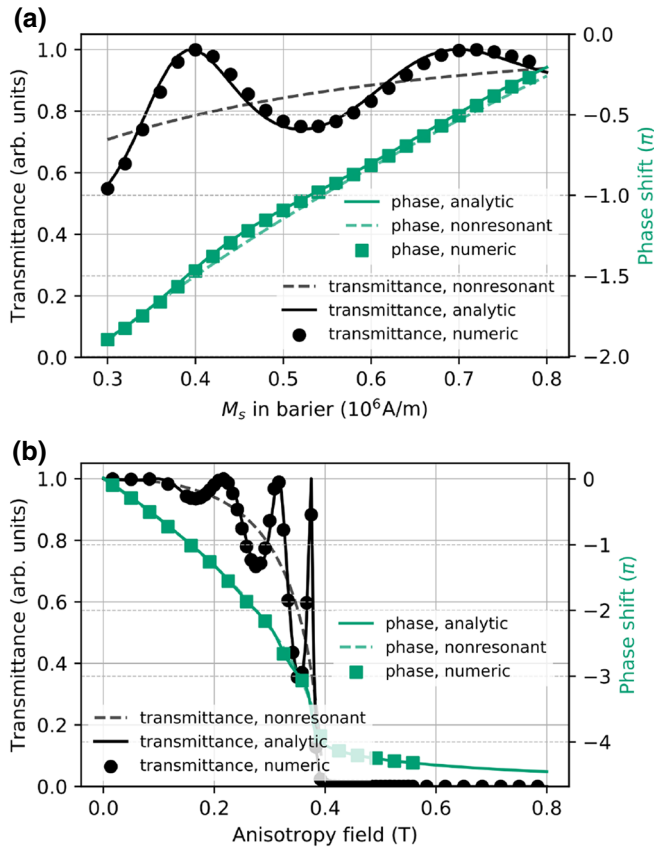 (a)
Transmittance (arb. units)
1.0
0.8
0.6
0.4
0.2
0.0
0.0
−0.5
−1.0
−1.5
−2.0
Phase shift (π)
phase, analytic
phase, nonresonant
phase, numeric
transmittance, nonresonant
transmittance, analytic
transmittance, numeric
0.3 0.4 0.5 0.6 0.7 0.8
Ms in barier (10⁶A/m)
(b)
Transmittance (arb. units)
1.0
0.8
0.6
0.4
0.2
0.0
0
−1
−2
−3
−4
Phase shift (π)
phase, analytic
phase, nonresonant
phase, numeric
transmittance, nonresonant
transmittance, analytic
transmittance, numeric
0.0 0.2 0.4 0.6 0.8
Anisotropy field (T)